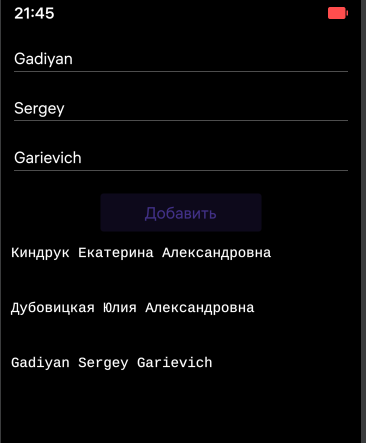 21:45
Gadiyan
Sergey
Garievich
Добавить
Киндрук Екатерина Александровна
Дубовицкая Юлия Александровна
Gadiyan Sergey Garievich